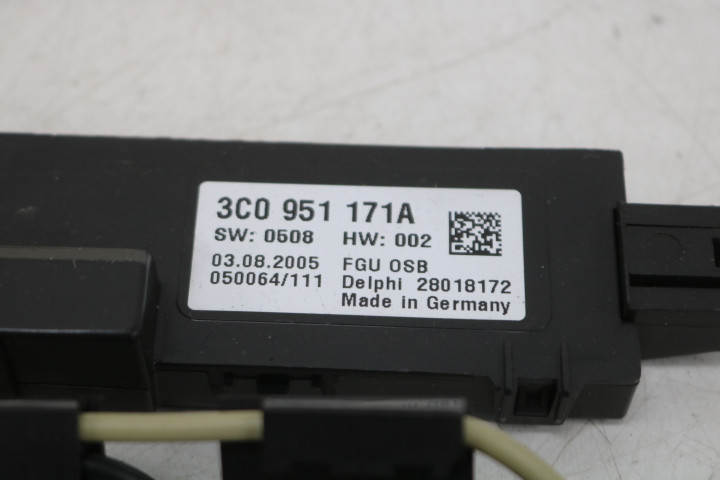 3C0 951 171A
SW: 0508 HW: 002
03.08.2005 FGU OSB
050064/111 Delphi 28018172
Made in Germany